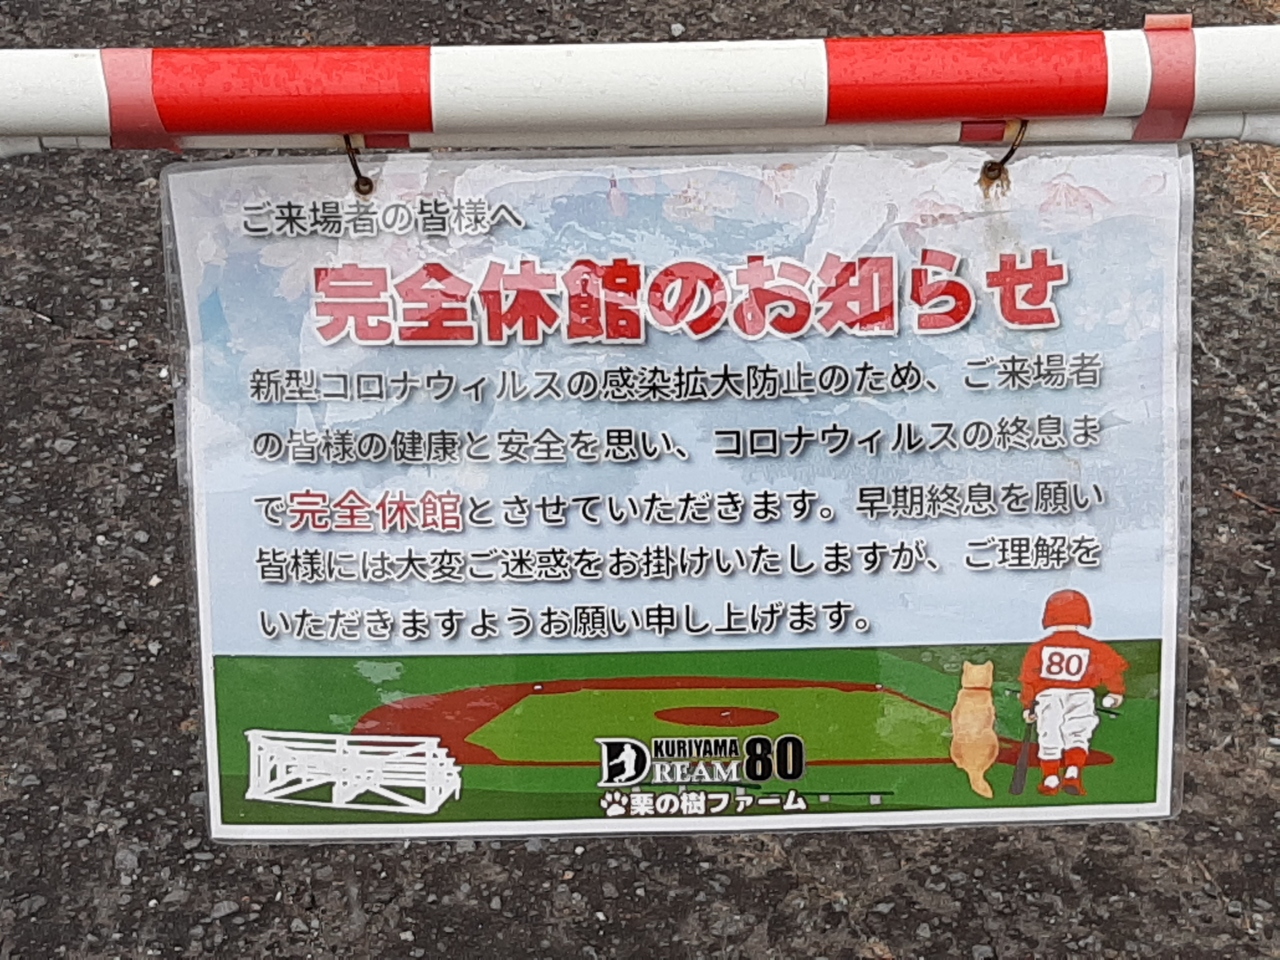 ご来場者の皆様へ
完全休館のお知らせ
新型コロナウィルスの感染拡大防止のため、ご来場者
の皆様の健康と安全を思い、コロナウィルスの終息ま
で完全休館とさせていただきます。早期終息を願い
皆様には大変ご迷惑をお掛けいたしますが、ご理解を
いただきますようお願い申し上げます。
80
KURIYAMA
DREAM 80
栗の樹ファーム